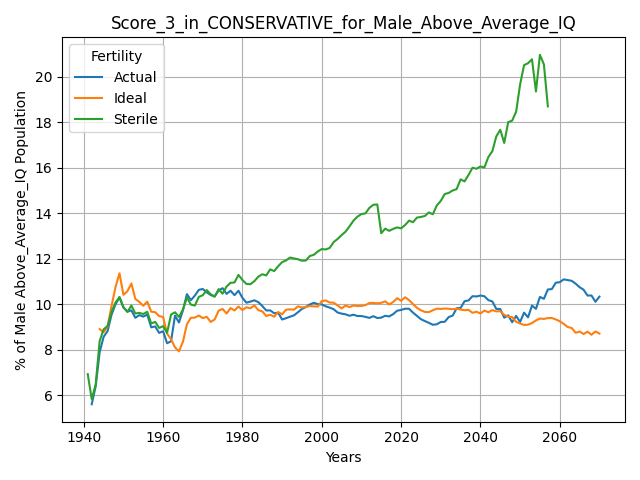 Score_3_in_CONSERVATIVE_for_Male_Above_Average_IQ
Fertility
Actual
Ideal
Sterile
% of Male Above_Average_IQ Population
20
18
16
14
12
10
8
6
1940 1960 1980 2000 2020 2040 2060
Years